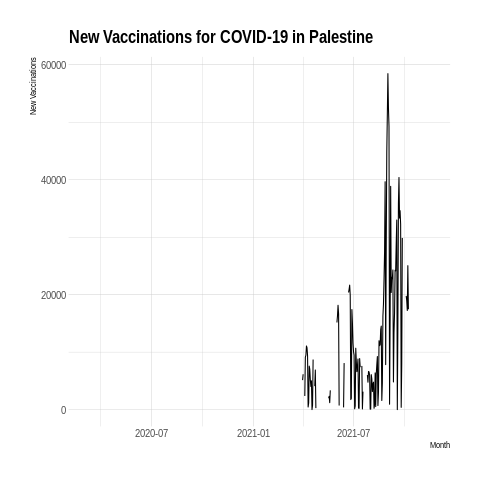 New Vaccinations for COVID-19 in Palestine
New Vaccinations
60000
40000
20000
0
2020-07
2021-01
2021-07
Month